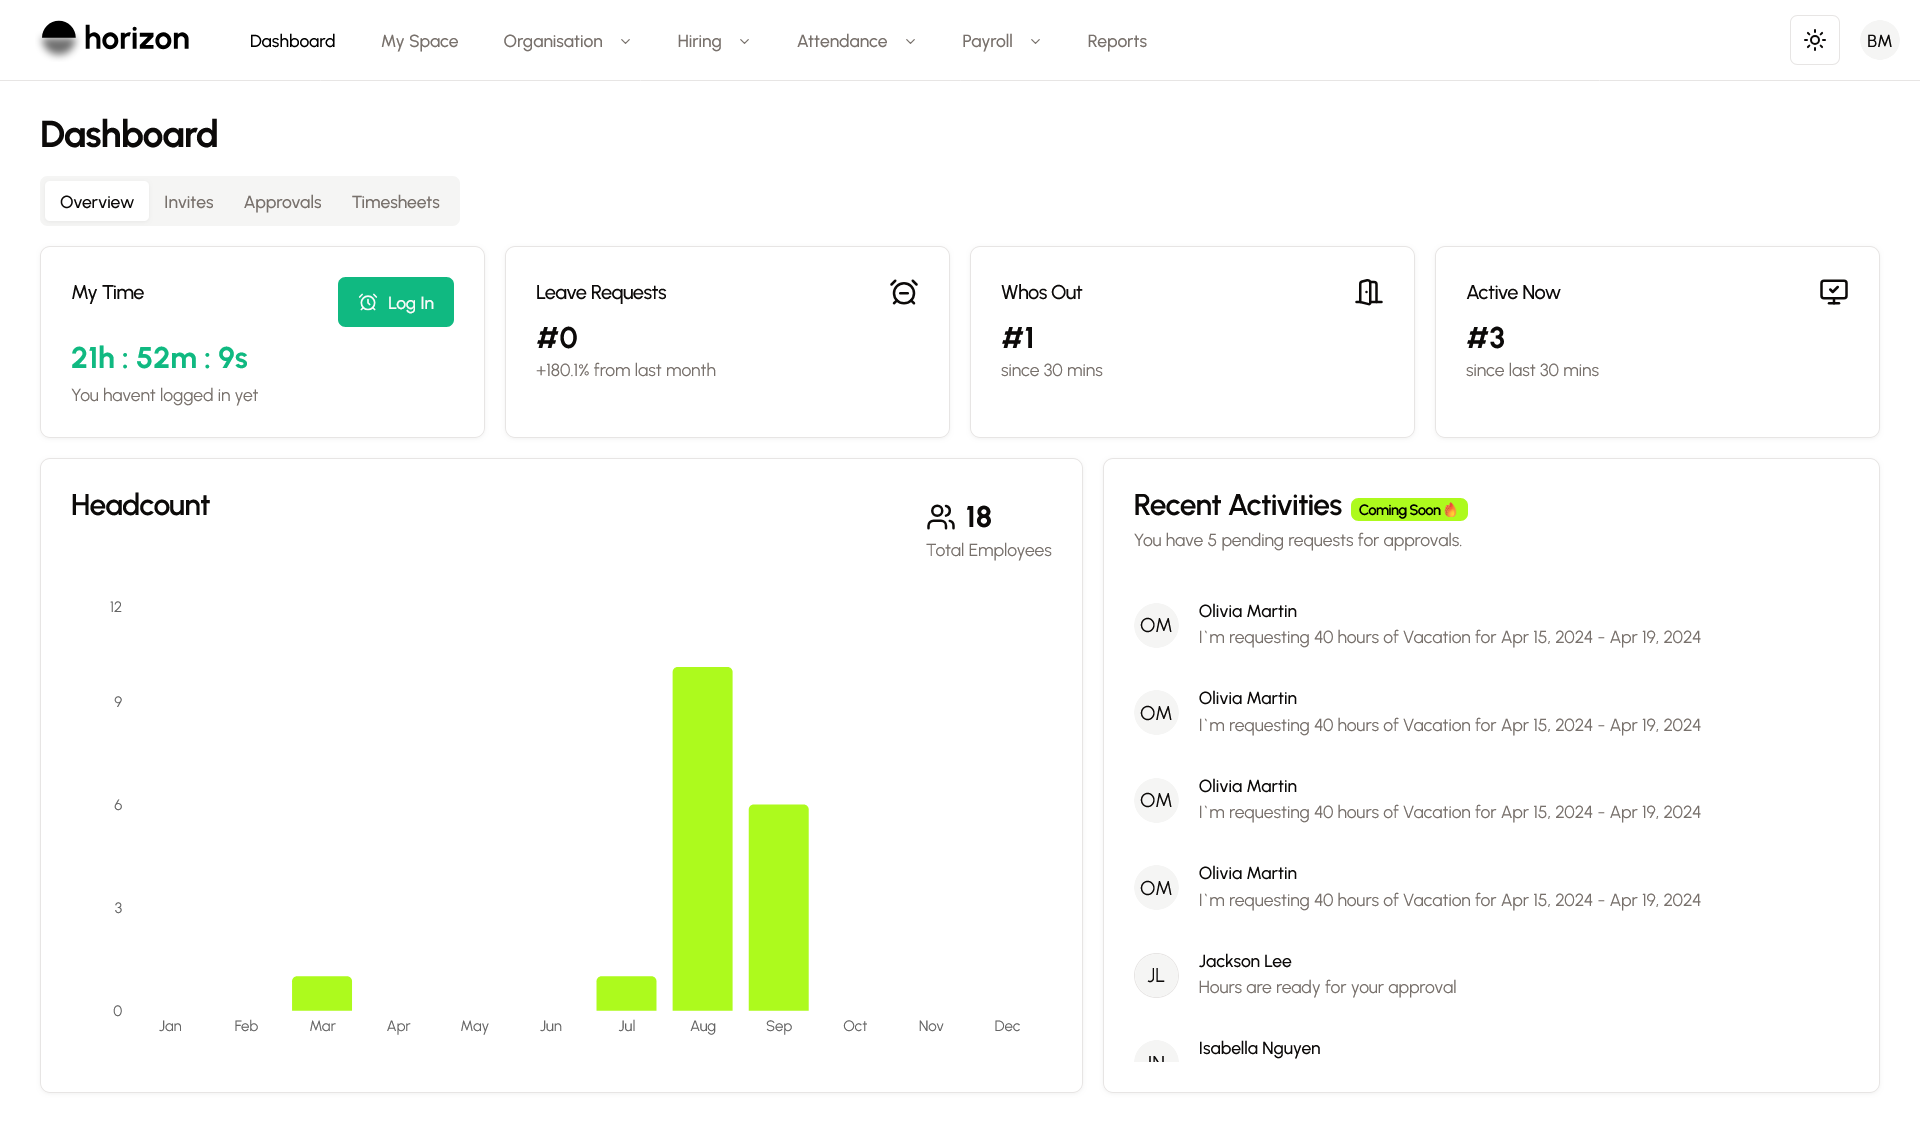 horizon
Dashboard
My Space
Organisation
Hiring
Attendance
Payroll
Reports
BM
Dashboard
Overview
Invites
Approvals
Timesheets
My Time
Log In
21h : 52m : 9s
You havent logged in yet
Leave Requests
#0
+180.1% from last month
Whos Out
#1
since 30 mins
Active Now
#3
since last 30 mins
Headcount
18
Total Employees
12
9
6
3
0
Jan
Feb
Mar
Apr
May
Jun
Jul
Aug
Sep
Oct
Nov
Dec
Recent Activities
Coming Soon🔥
You have 5 pending requests for approvals.
OM
Olivia Martin
I`m requesting 40 hours of Vacation for Apr 15, 2024 - Apr 19, 2024
OM
Olivia Martin
I`m requesting 40 hours of Vacation for Apr 15, 2024 - Apr 19, 2024
OM
Olivia Martin
I`m requesting 40 hours of Vacation for Apr 15, 2024 - Apr 19, 2024
OM
Olivia Martin
I`m requesting 40 hours of Vacation for Apr 15, 2024 - Apr 19, 2024
JL
Jackson Lee
Hours are ready for your approval
IN
Isabella Nguyen